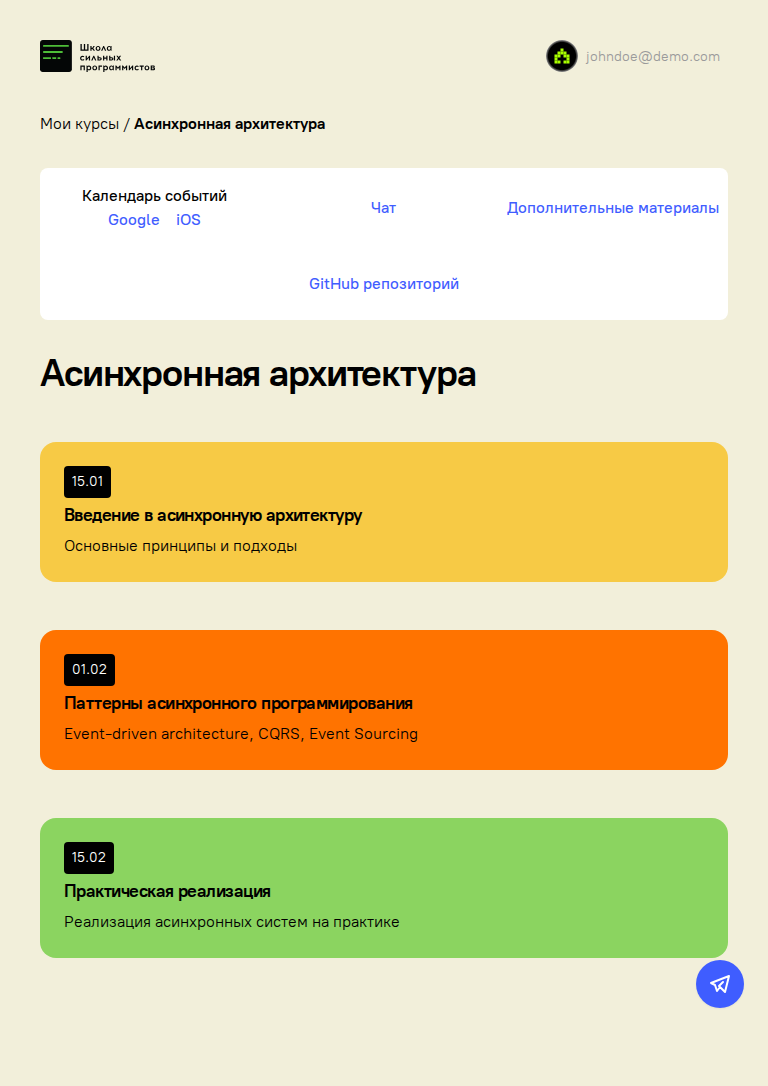 Школа
сильных
программистов
johndoe@demo.com
Мои курсы / Асинхронная архитектура
Календарь событий
Google iOS
Чат
Дополнительные материалы
GitHub репозиторий
Асинхронная архитектура
15.01
Введение в асинхронную архитектуру
Основные принципы и подходы
01.02
Паттерны асинхронного программирования
Event-driven architecture, CQRS, Event Sourcing
15.02
Практическая реализация
Реализация асинхронных систем на практике